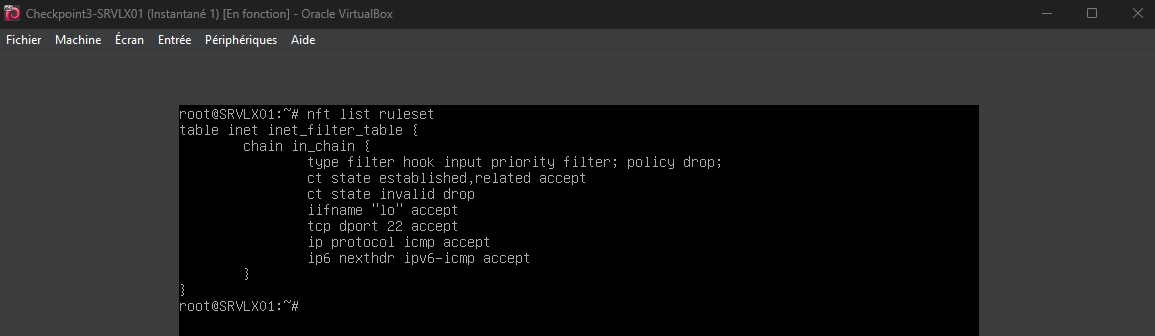 Checkpoint3-SRVLX01 (Instantané 1) [En fonction] - Oracle VirtualBox
Fichier Machine Écran Entrée Périphériques Aide
root@SRVLX01:~# nft list ruleset
table inet inet_filter_table {
        chain in_chain {
                type filter hook input priority filter; policy drop;
                ct state established,related accept
                ct state invalid drop
                iifname "lo" accept
                tcp dport 22 accept
                ip protocol icmp accept
                ip6 nexthdr ipv6-icmp accept
        }
}
root@SRVLX01:~#